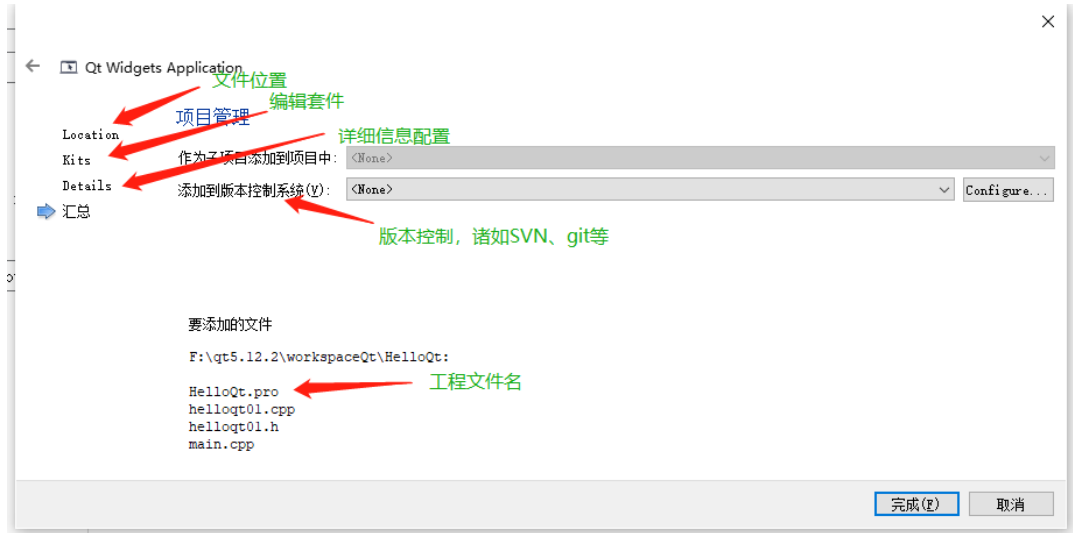 Qt Widgets Application
文件位置
编辑套件
项目管理
Location
详细信息配置
Kits
作为子项目添加到项目中: <None>
Details
添加到版本控制系统(V): <None> Configure...
汇总
版本控制，诸如SVN、git等
要添加的文件
F:\qt5.12.2\workspaceQt\HelloQt:
工程文件名
HelloQt.pro
helloqt01.cpp
helloqt01.h
main.cpp
完成(F) 取消